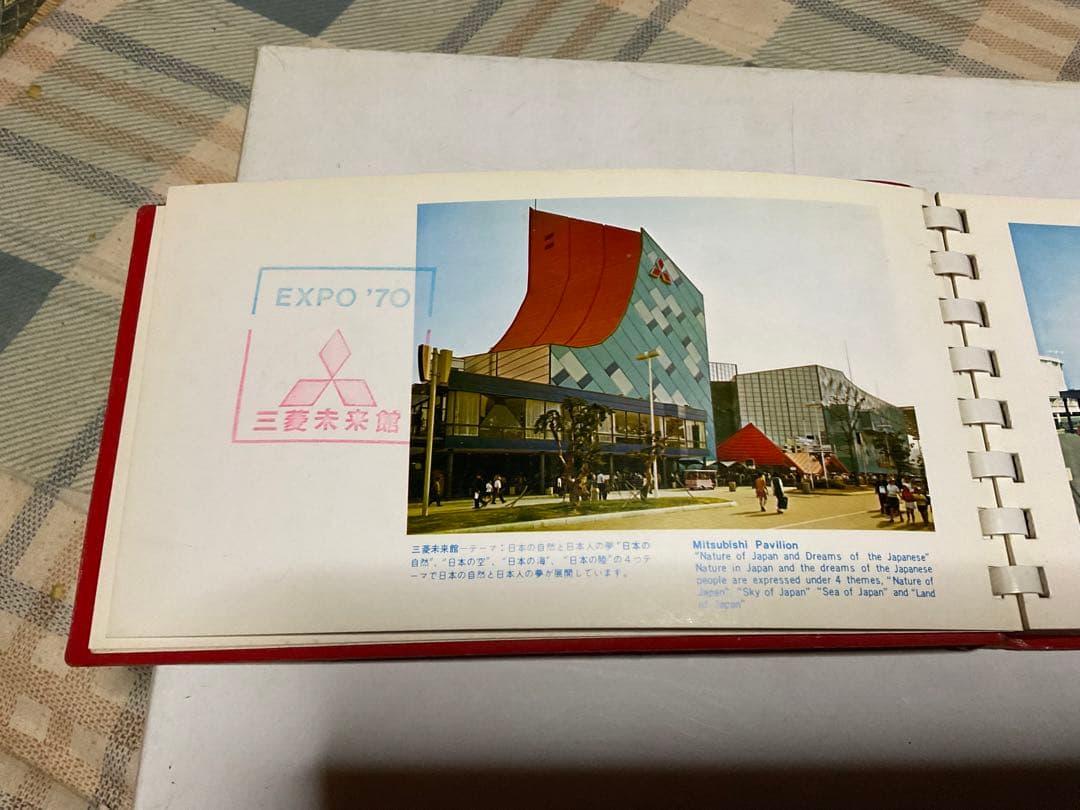 EXPO '70
三菱未来館
三菱未来館―テーマ：日本の自然と日本人の夢"日本の
自然"、"日本の空"、"日本の海"、"日本の陸"の4つテ
ーマで日本の自然と日本人の夢が展開しています。
Mitsubishi Pavilion
"Nature of Japan and Dreams of the Japanese"
Nature in Japan and the dreams of the Japanese
people are expressed under 4 themes, "Nature of
Japan" "Sky of Japan" "Sea of Japan" and "Land
of Japan"